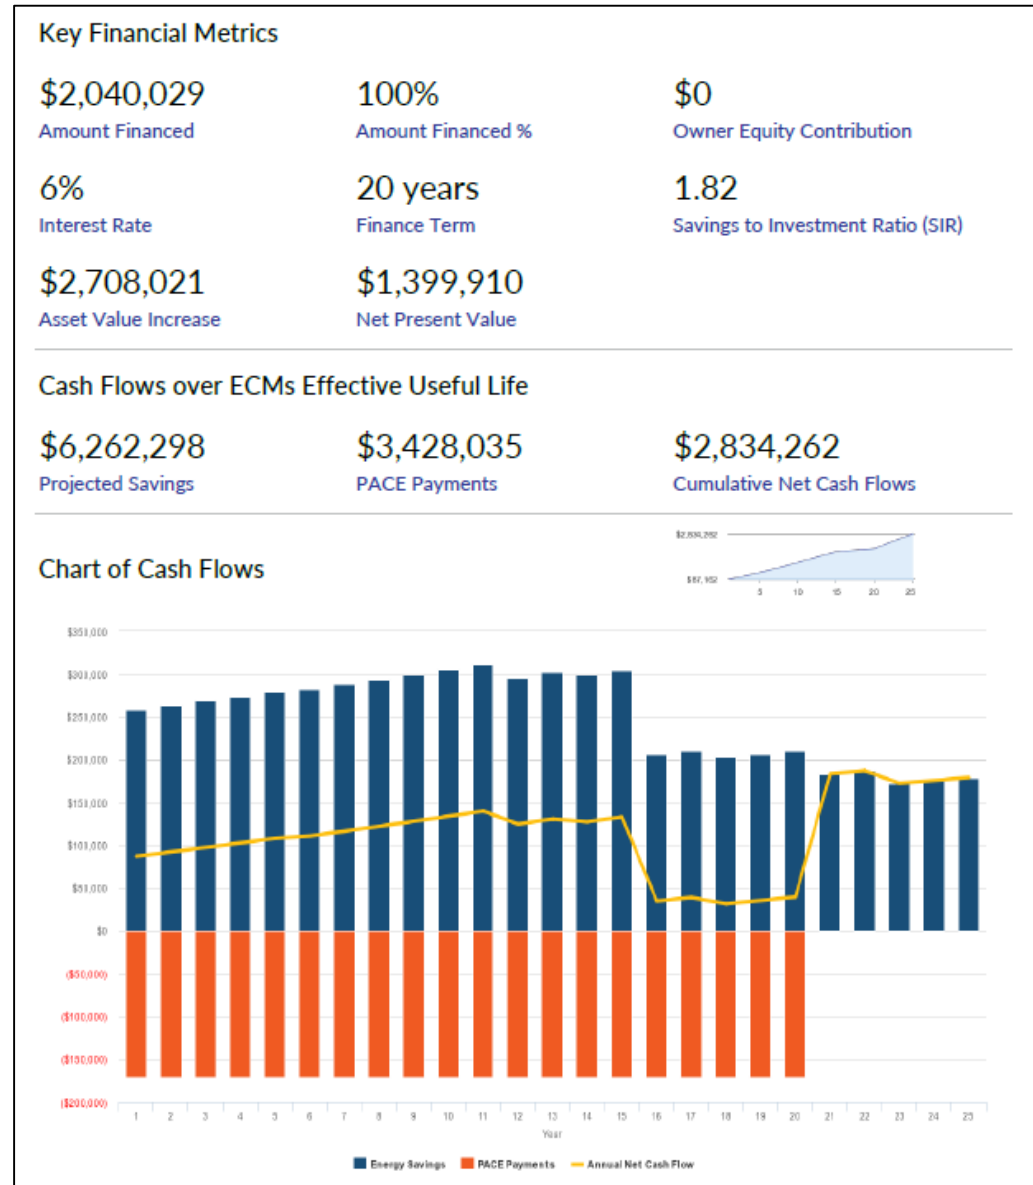 Key Financial Metrics
$2,040,029 100% $0
Amount Financed Amount Financed % Owner Equity Contribution
6% 20 years 1.82
Interest Rate Finance Term Savings to Investment Ratio (SIR)
$2,708,021 $1,399,910
Asset Value Increase Net Present Value
Cash Flows over ECMs Effective Useful Life
$6,262,298 $3,428,035 $2,834,262
Projected Savings PACE Payments Cumulative Net Cash Flows
Chart of Cash Flows
$2,834,262
$87,162
5 10 15 20 25
$350,000
$300,000
$250,000
$200,000
$150,000
$100,000
$50,000
$0
($50,000)
($100,000)
($150,000)
($200,000)
1 2 3 4 5 6 7 8 9 10 11 12 13 14 15 16 17 18 19 20 21 22 23 24 25
Year
Energy Savings PACE Payments Annual Net Cash Flow